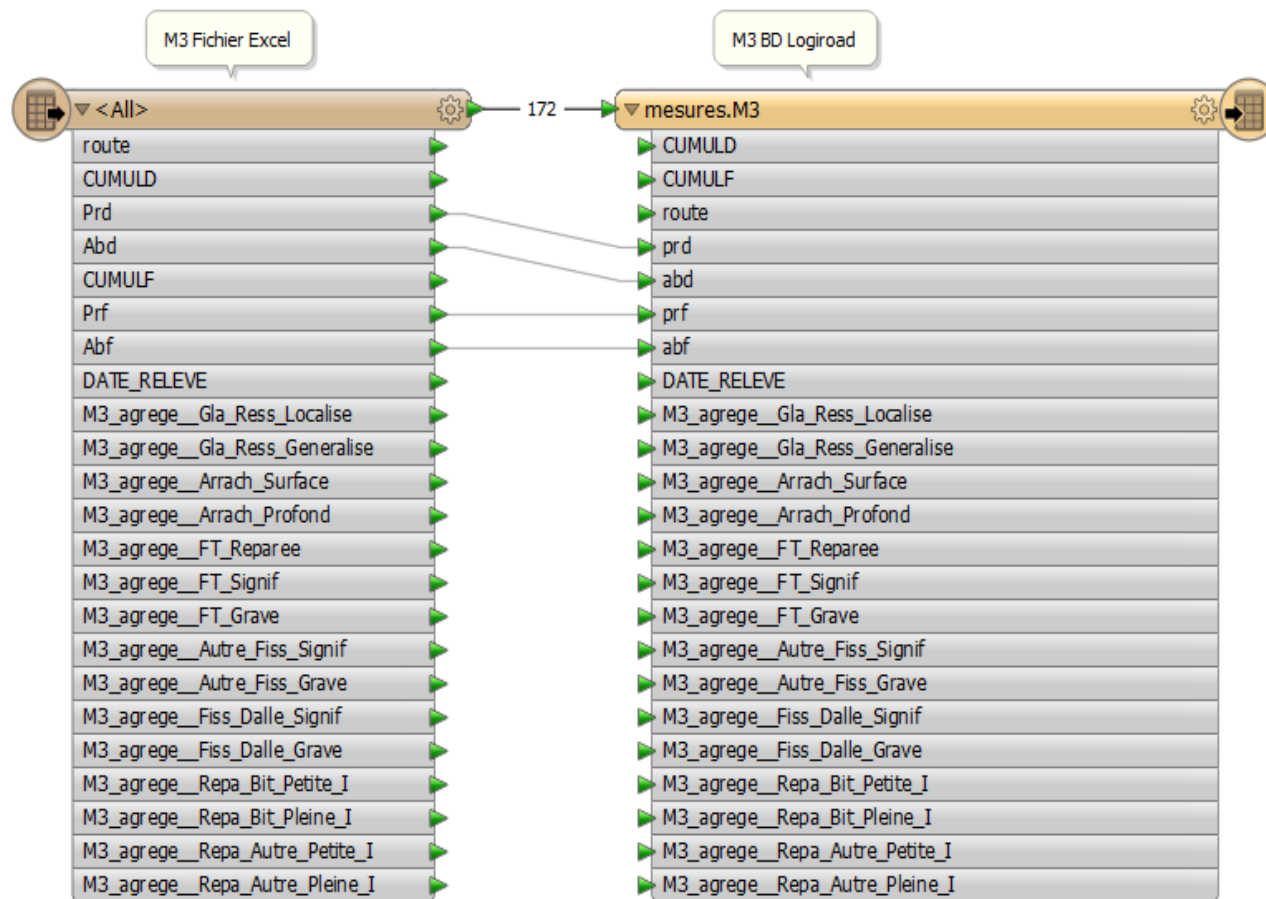 M3 Fichier Excel
M3 BD Logiroad
<All>
172
mesures.M3
route
CUMULD
Prd
Abd
CUMULF
Prf
Abf
DATE_RELEVE
M3_agrege__Gla_Ress_Localise
M3_agrege__Gla_Ress_Generalise
M3_agrege__Arrach_Surface
M3_agrege__Arrach_Profond
M3_agrege__FT_Reparee
M3_agrege__FT_Signif
M3_agrege__FT_Grave
M3_agrege__Autre_Fiss_Signif
M3_agrege__Autre_Fiss_Grave
M3_agrege__Fiss_Dalle_Signif
M3_agrege__Fiss_Dalle_Grave
M3_agrege__Repa_Bit_Petite_I
M3_agrege__Repa_Bit_Pleine_I
M3_agrege__Repa_Autre_Petite_I
M3_agrege__Repa_Autre_Pleine_I
CUMULD
CUMULF
route
prd
abd
prf
abf
DATE_RELEVE
M3_agrege__Gla_Ress_Localise
M3_agrege__Gla_Ress_Generalise
M3_agrege__Arrach_Surface
M3_agrege__Arrach_Profond
M3_agrege__FT_Reparee
M3_agrege__FT_Signif
M3_agrege__FT_Grave
M3_agrege__Autre_Fiss_Signif
M3_agrege__Autre_Fiss_Grave
M3_agrege__Fiss_Dalle_Signif
M3_agrege__Fiss_Dalle_Grave
M3_agrege__Repa_Bit_Petite_I
M3_agrege__Repa_Bit_Pleine_I
M3_agrege__Repa_Autre_Petite_I
M3_agrege__Repa_Autre_Pleine_I